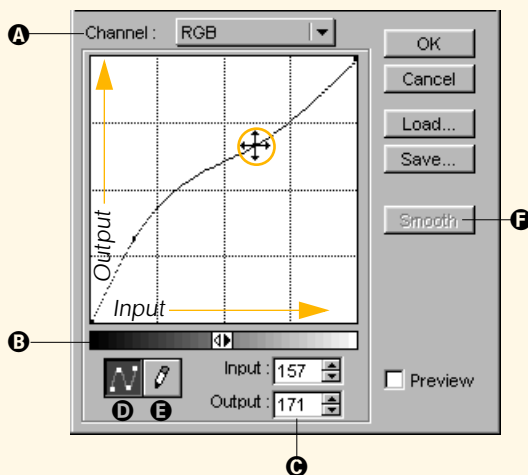 A
Channel : RGB
OK
Cancel
Load...
Save...
Smooth
F
Output
Input
B
Input : 157
Output : 171
Preview
D
E
C